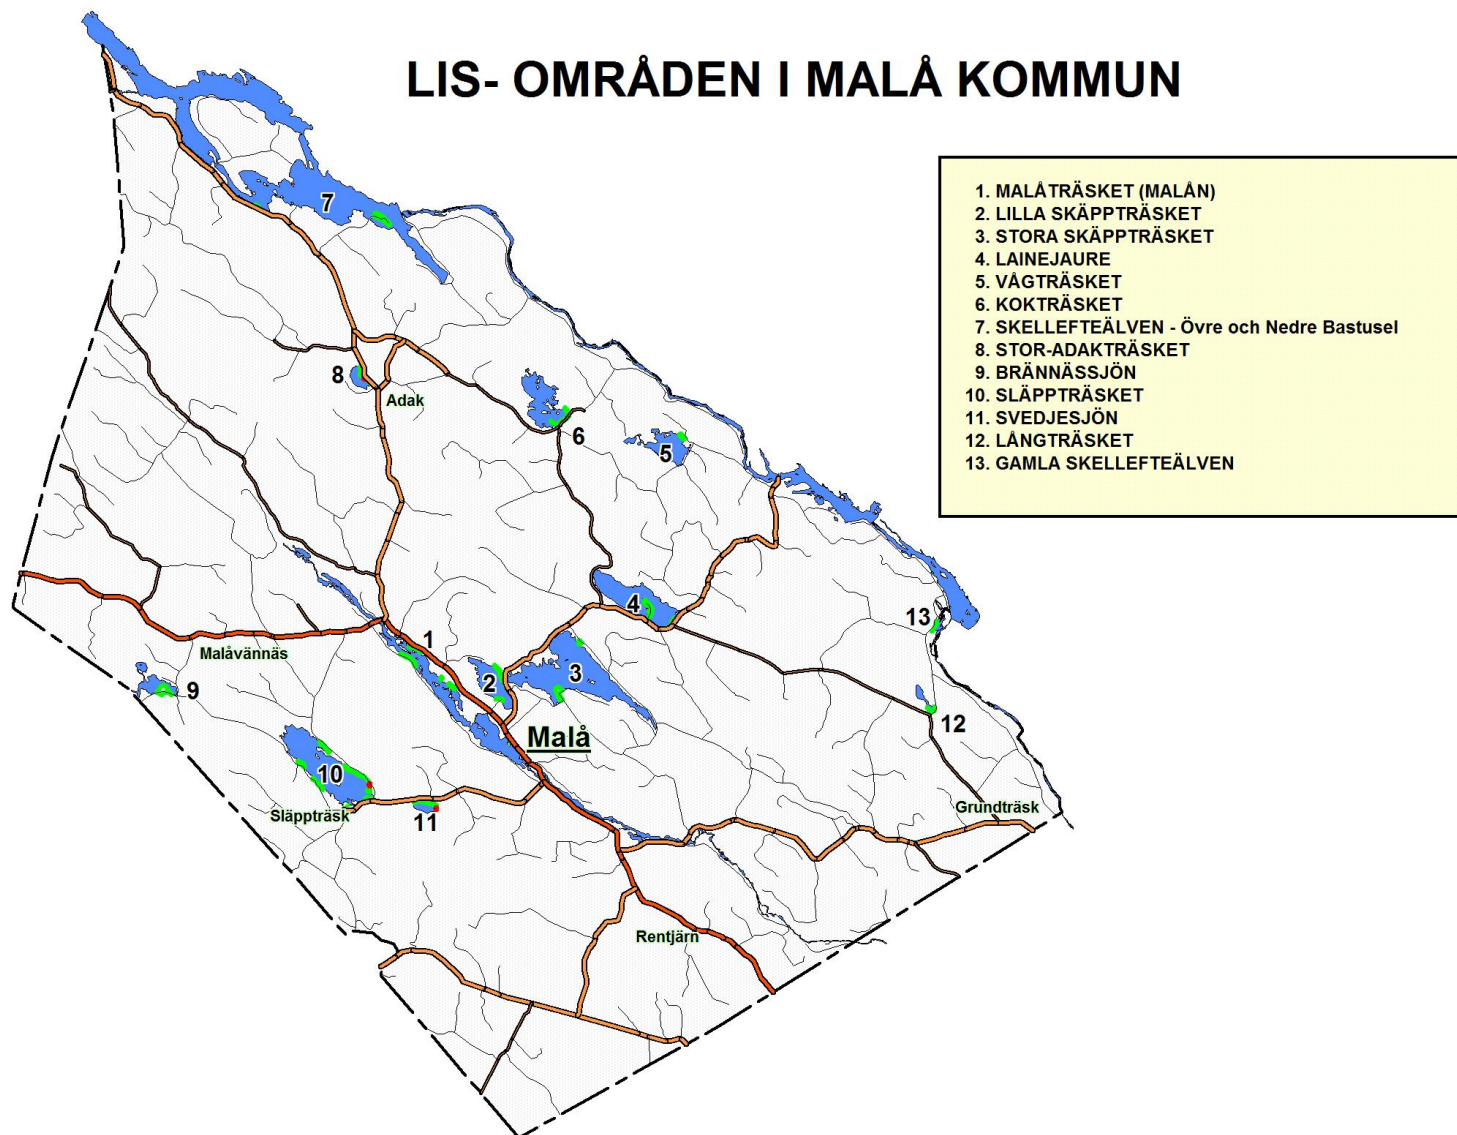 LIS- OMRÅDEN I MALÅ KOMMUN
1. MALÅTRÄSKET (MALÅN)
2. LILLA SKÄPPTRÄSKET
3. STORA SKÄPPTRÄSKET
4. LAINEJAURE
5. VÅGTRÄSKET
6. KOKTRÄSKET
7. SKELLEFTEÄLVEN - Övre och Nedre Bastusel
8. STOR-ADAKTRÄSKET
9. BRÄNNÄSSJÖN
10. SLÄPPTRÄSKET
11. SVEDJESJÖN
12. LÅNGTRÄSKET
13. GAMLA SKELLEFTEÄLVEN
7
8
Adak
6
5
4
13
1
Malåvännäs
3
2
9
12
Malå
10
Grundträsk
Släppträsk
11
Rentjärn